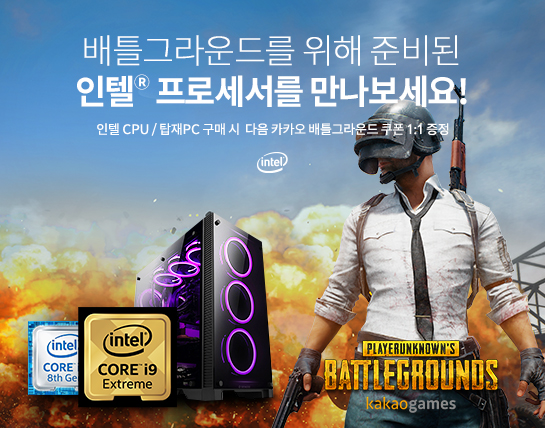 배틀그라운드를 위해 준비된
인텔® 프로세서를 만나보세요!
인텔 CPU / 탑재PC 구매 시 다음 카카오 배틀그라운드 쿠폰 1:1 증정
intel
intel
CORE
8th Gen
intel
CORE i9
Extreme
PLAYERUNKNOWN'S
BATTLEGROUNDS
kakaogames